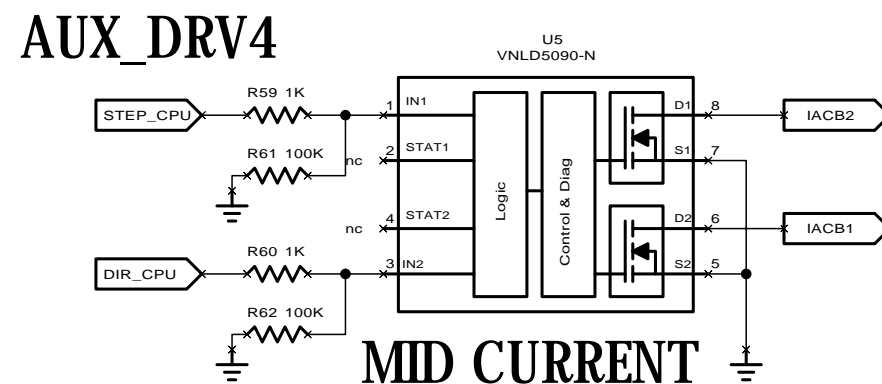 AUX_DRV4
U5
VNLD5090-N
R59 1K
STEP_CPU
1
IN1
D1
8
IACB2
R61 100K
nc
2
STAT1
S1
7
Logic
Control & Diag
nc
4
STAT2
D2
6
IACB1
R60 1K
DIR_CPU
3
IN2
S2
5
R62 100K
MID CURRENT